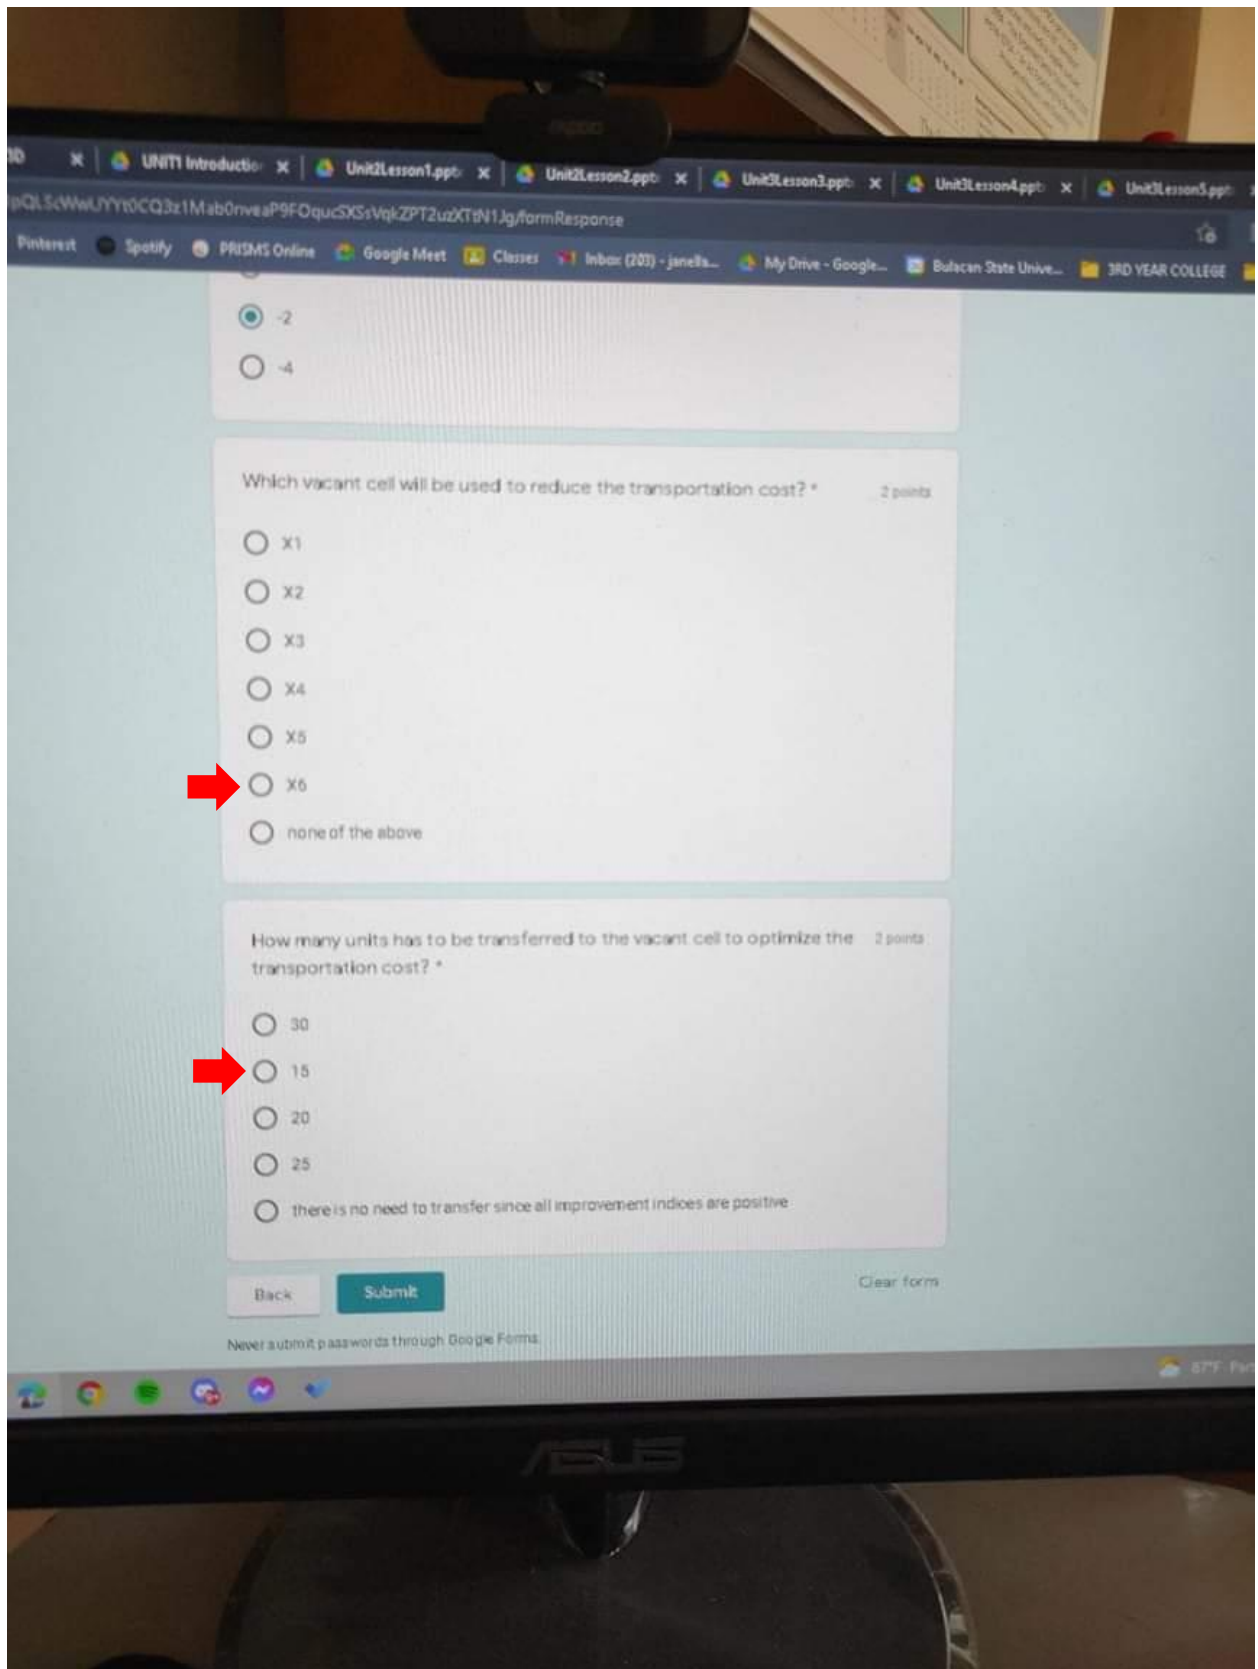 UNIT1 Introductio
Unit2Lesson1.ppt
Unit2Lesson2.ppt
Unit3Lesson3.ppt
Unit3Lesson4.ppt
Unit3Lesson5.ppt
Pinterest
Spotify
PRISMS Online
Google Meet
Classes
Inbox (203) - janella...
My Drive - Google...
Bulacan State Unive...
3RD YEAR COLLEGE
-2
-4
Which vacant cell will be used to reduce the transportation cost? * 2 points
X1
X2
X3
X4
X5
X6
none of the above
How many units has to be transferred to the vacant cell to optimize the 2 points
transportation cost? *
30
15
20
25
there is no need to transfer since all improvement indices are positive
Back
Submit
Clear form
Never submit passwords through Google Forms.
87°F
ASUS